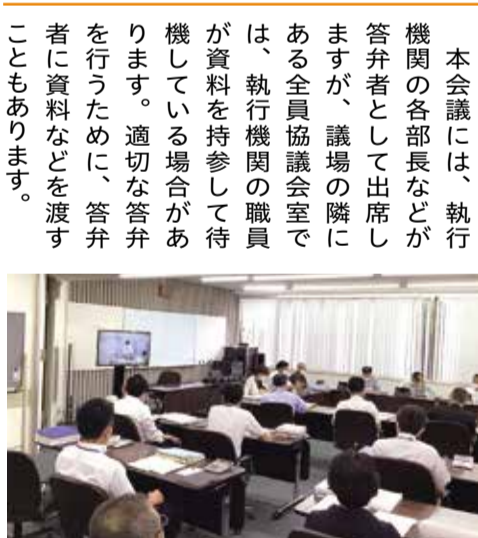 本会議には、執行
機関の各部長などが
答弁者として出席し
ますが、議場の隣に
ある全員協議会室で
は、執行機関の職員
が資料を持参して待
機している場合があ
ります。適切な答弁
を行うために、答弁
者に資料などを渡す
こともあります。